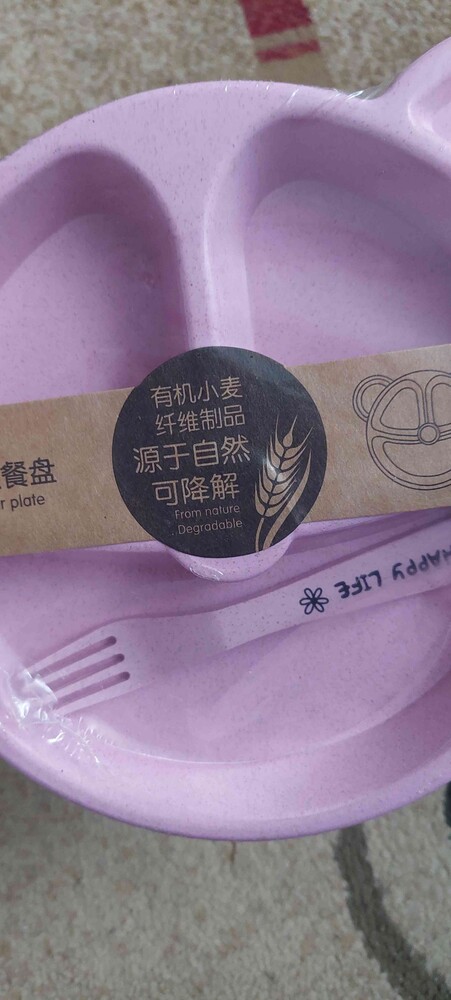 有机小麦
纤维制品
源于自然
可降解
From nature
Degradable
餐盘
plate
HAPPY LIFE